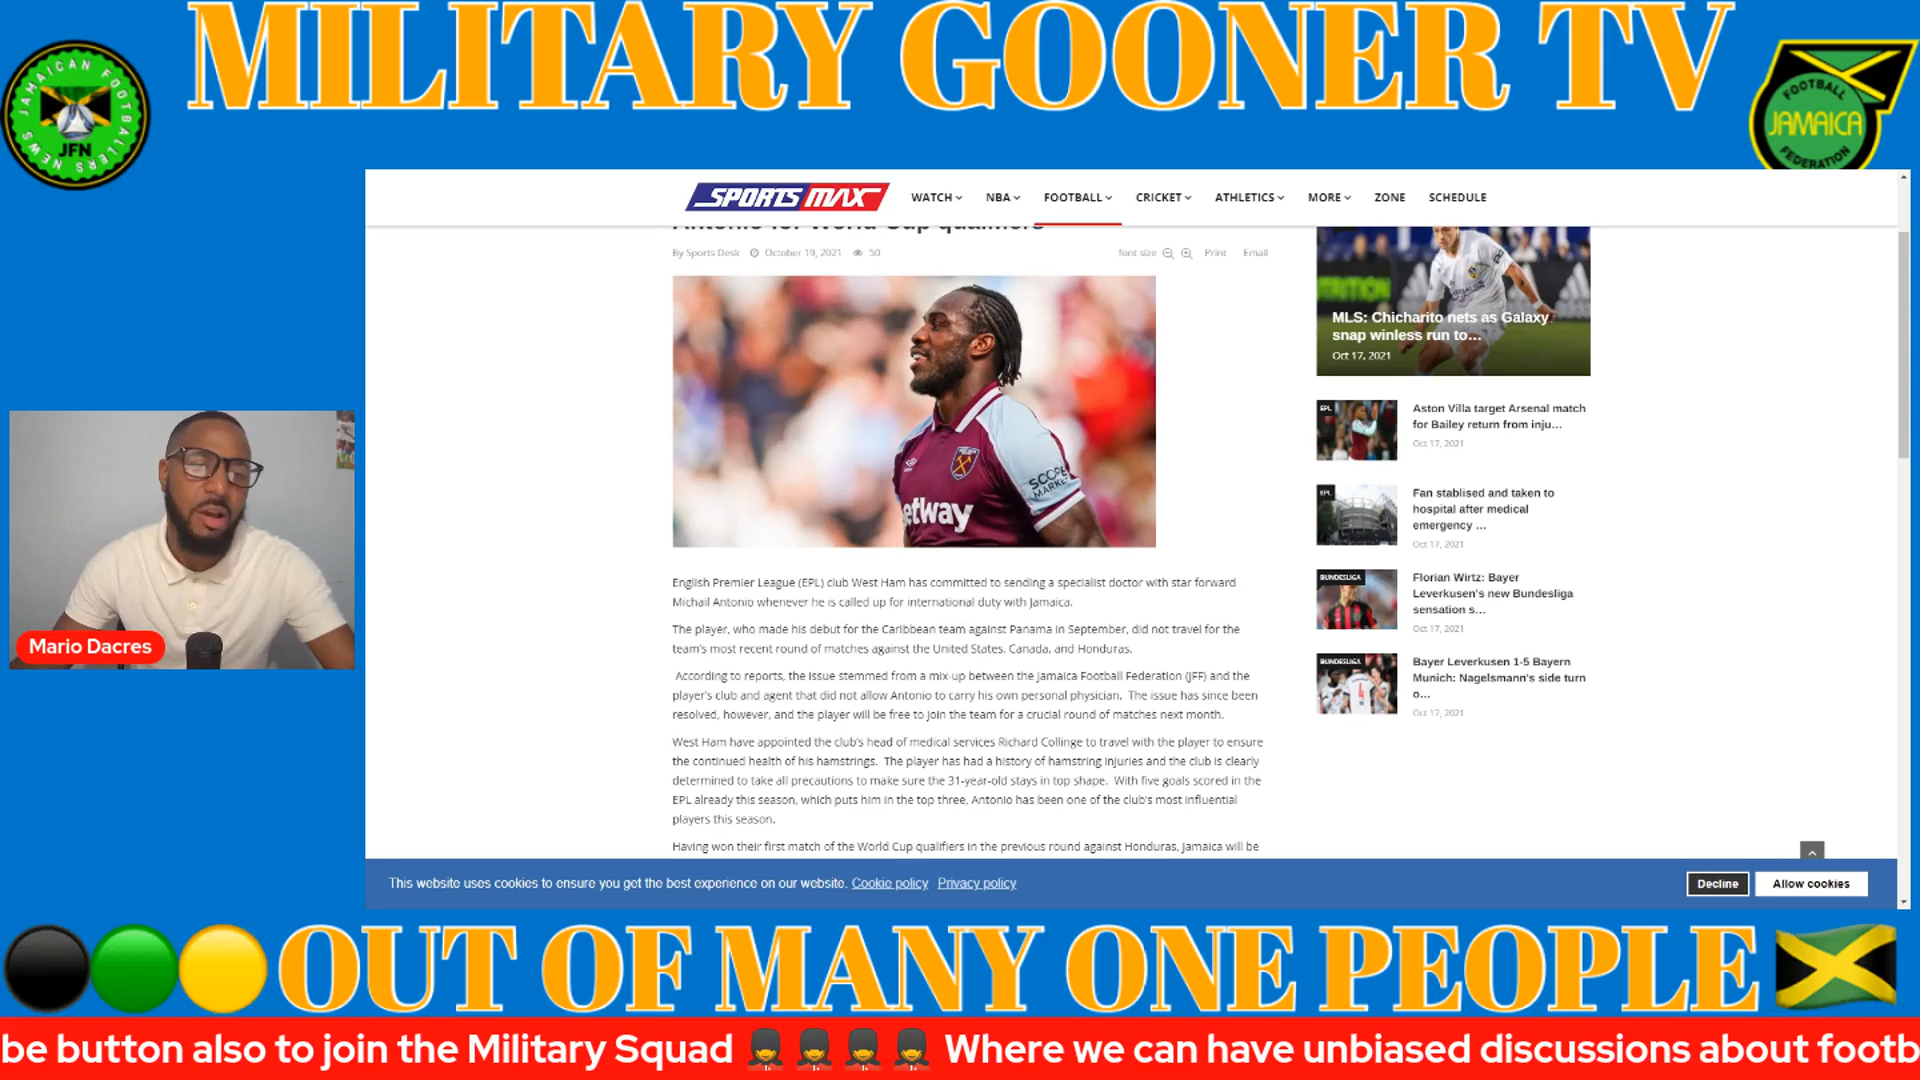 MILITARY GOONER TV
JAMAICAN FOOTBALLERS NEWS
JFN
FOOTBALL
JAMAICA
FEDERATION
SPORTSMAX
WATCH NBA FOOTBALL CRICKET ATHLETICS MORE ZONE SCHEDULE
Antonio for World Cup qualifiers
By Sports Desk October 19, 2021 50 font size Print Email
SCOPE
MARKE
etway
English Premier League (EPL) club West Ham has committed to sending a specialist doctor with star forward
Michail Antonio whenever he is called up for international duty with Jamaica.
The player, who made his debut for the Caribbean team against Panama in September, did not travel for the
team's most recent round of matches against the United States, Canada, and Honduras.
According to reports, the issue stemmed from a mix-up between the Jamaica Football Federation (JFF) and the
player's club and agent that did not allow Antonio to carry his own personal physician. The issue has since been
resolved, however, and the player will be free to join the team for a crucial round of matches next month.
West Ham have appointed the club's head of medical services Richard Collinge to travel with the player to ensure
the continued health of his hamstrings. The player has had a history of hamstring injuries and the club is clearly
determined to take all precautions to make sure the 31-year-old stays in top shape. With five goals scored in the
EPL already this season, which puts him in the top three, Antonio has been one of the club's most influential
players this season.
Having won their first match of the World Cup qualifiers in the previous round against Honduras, Jamaica will be
MLS: Chicharito nets as Galaxy
snap winless run to...
Oct 17, 2021
EPL
Aston Villa target Arsenal match
for Bailey return from inju...
Oct 17, 2021
EPL
Fan stablised and taken to
hospital after medical
emergency ...
Oct 17, 2021
BUNDESLIGA
Florian Wirtz: Bayer
Leverkusen's new Bundesliga
sensation s...
Oct 17, 2021
BUNDESLIGA
Bayer Leverkusen 1-5 Bayern
Munich: Nagelsmann's side turn
o...
Oct 17, 2021
Mario Dacres
This website uses cookies to ensure you get the best experience on our website. Cookie policy Privacy policy
Decline Allow cookies
OUT OF MANY ONE PEOPLE
be button also to join the Military Squad Where we can have unbiased discussions about footb